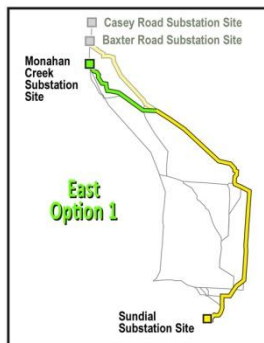 Casey Road Substation Site
Baxter Road Substation Site
Monahan
Creek
Substation
Site
East
Option 1
Sundial
Substation Site